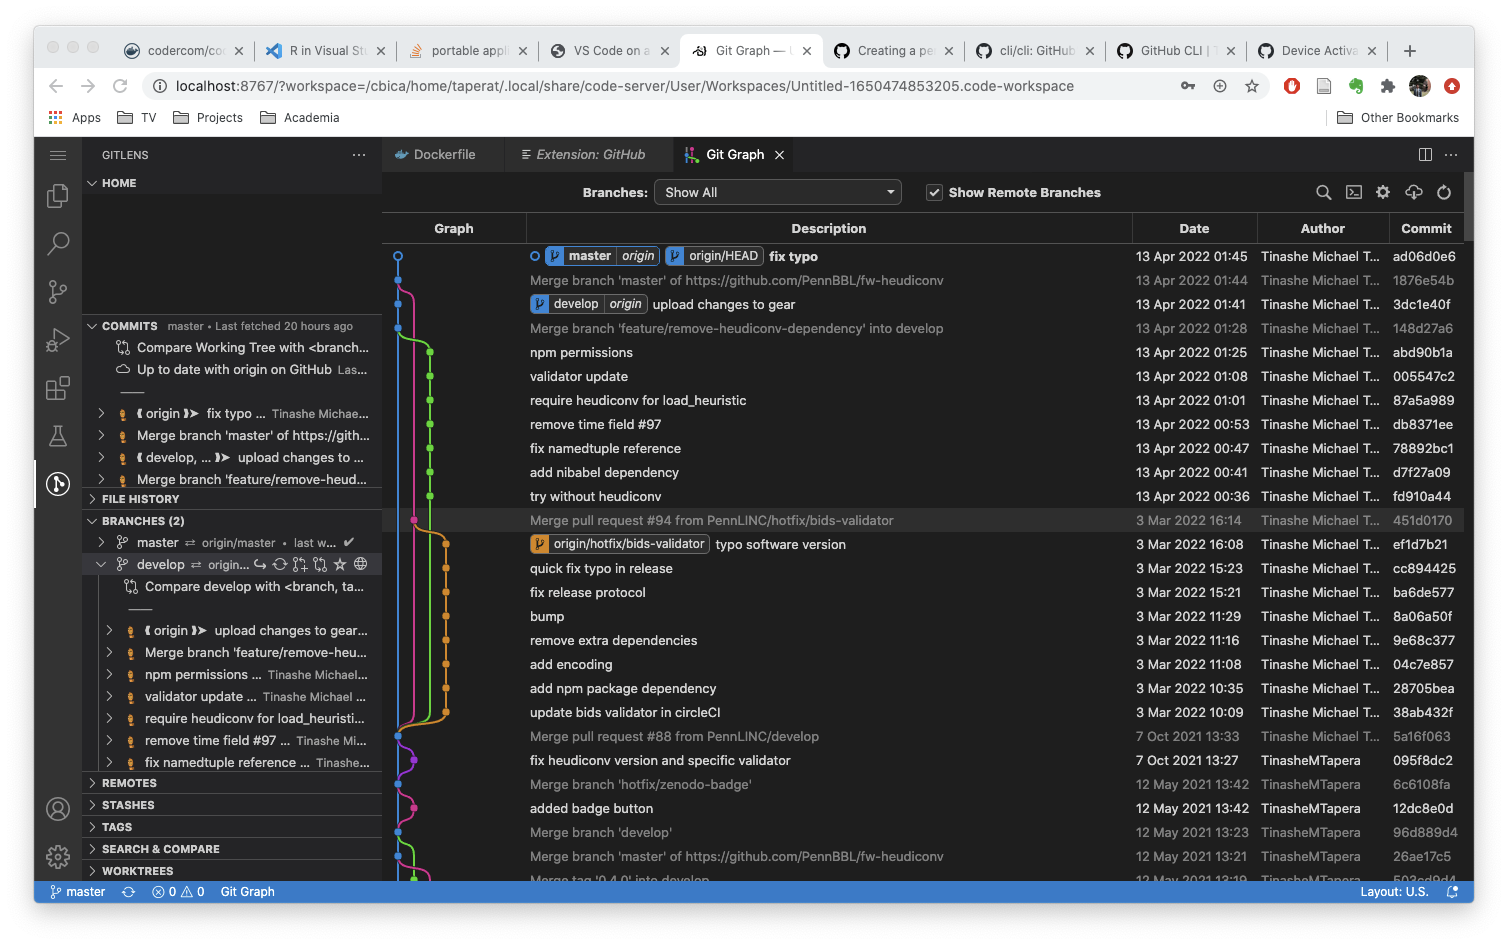 codercom/co
R in Visual St
portable appl
VS Code on a
Git Graph —
Creating a pe
cli/cli: GitHub
GitHub CLI | T
Device Activa
localhost:8767/?workspace=/cbica/home/taperat/.local/share/code-server/User/Workspaces/Untitled-1650474853205.code-workspace
Apps TV Projects Academia Other Bookmarks
GITLENS ···
HOME
COMMITS master • Last fetched 20 hours ago
Compare Working Tree with <branch...
Up to date with origin on GitHub Las...
origin fix typo ... Tinashe Michae...
Merge branch 'master' of https://gith...
develop, ... upload changes to ...
Merge branch 'feature/remove-heud...
FILE HISTORY
BRANCHES (2)
master origin/master • last w...
develop origin...
Compare develop with <branch, ta...
origin upload changes to gear...
Merge branch 'feature/remove-heu...
npm permissions ... Tinashe Michael...
validator update ... Tinashe Michael ...
require heudiconv for load_heuristi...
remove time field #97 ... Tinashe Mi...
fix namedtuple reference ... Tinashe...
REMOTES
STASHES
TAGS
SEARCH & COMPARE
WORKTREES
Dockerfile Extension: GitHub Git Graph
Branches: Show All Show Remote Branches
Graph Description Date Author Commit
master origin origin/HEAD fix typo 13 Apr 2022 01:45 Tinashe Michael T... ad06d0e6
Merge branch 'master' of https://github.com/PennBBL/fw-heudiconv 13 Apr 2022 01:44 Tinashe Michael T... 1876e54b
develop origin upload changes to gear 13 Apr 2022 01:41 Tinashe Michael T... 3dc1e40f
Merge branch 'feature/remove-heudiconv-dependency' into develop 13 Apr 2022 01:28 Tinashe Michael T... 148d27a6
npm permissions 13 Apr 2022 01:25 Tinashe Michael T... abd90b1a
validator update 13 Apr 2022 01:08 Tinashe Michael T... 005547c2
require heudiconv for load_heuristic 13 Apr 2022 01:01 Tinashe Michael T... 87a5a989
remove time field #97 13 Apr 2022 00:53 Tinashe Michael T... db8371ee
fix namedtuple reference 13 Apr 2022 00:47 Tinashe Michael T... 78892bc1
add nibabel dependency 13 Apr 2022 00:41 Tinashe Michael T... d7f27a09
try without heudiconv 13 Apr 2022 00:36 Tinashe Michael T... fd910a44
Merge pull request #94 from PennLINC/hotfix/bids-validator 3 Mar 2022 16:14 Tinashe Michael T... 451d0170
origin/hotfix/bids-validator typo software version 3 Mar 2022 16:08 Tinashe Michael T... ef1d7b21
quick fix typo in release 3 Mar 2022 15:23 Tinashe Michael T... cc894425
fix release protocol 3 Mar 2022 15:21 Tinashe Michael T... ba6de577
bump 3 Mar 2022 11:29 Tinashe Michael T... 8a06a50f
remove extra dependencies 3 Mar 2022 11:16 Tinashe Michael T... 9e68c377
add encoding 3 Mar 2022 11:08 Tinashe Michael T... 04c7e857
add npm package dependency 3 Mar 2022 10:35 Tinashe Michael T... 28705bea
update bids validator in circleCI 3 Mar 2022 10:09 Tinashe Michael T... 38ab432f
Merge pull request #88 from PennLINC/develop 7 Oct 2021 13:33 Tinashe Michael T... 5a16f063
fix heudiconv version and specific validator 7 Oct 2021 13:27 TinasheMTapera 095f8dc2
Merge branch 'hotfix/zenodo-badge' 12 May 2021 13:42 TinasheMTapera 6c6108fa
added badge button 12 May 2021 13:42 TinasheMTapera 12dc8e0d
Merge branch 'develop' 12 May 2021 13:23 TinasheMTapera 96d889d4
Merge branch 'master' of https://github.com/PennBBL/fw-heudiconv 12 May 2021 13:21 TinasheMTapera 26ae17c5
Merge tag '0.4.0' into develop 12 May 2021 13:19 TinasheMTapera 503cd9d4
master 0 0 Git Graph Layout: U.S.